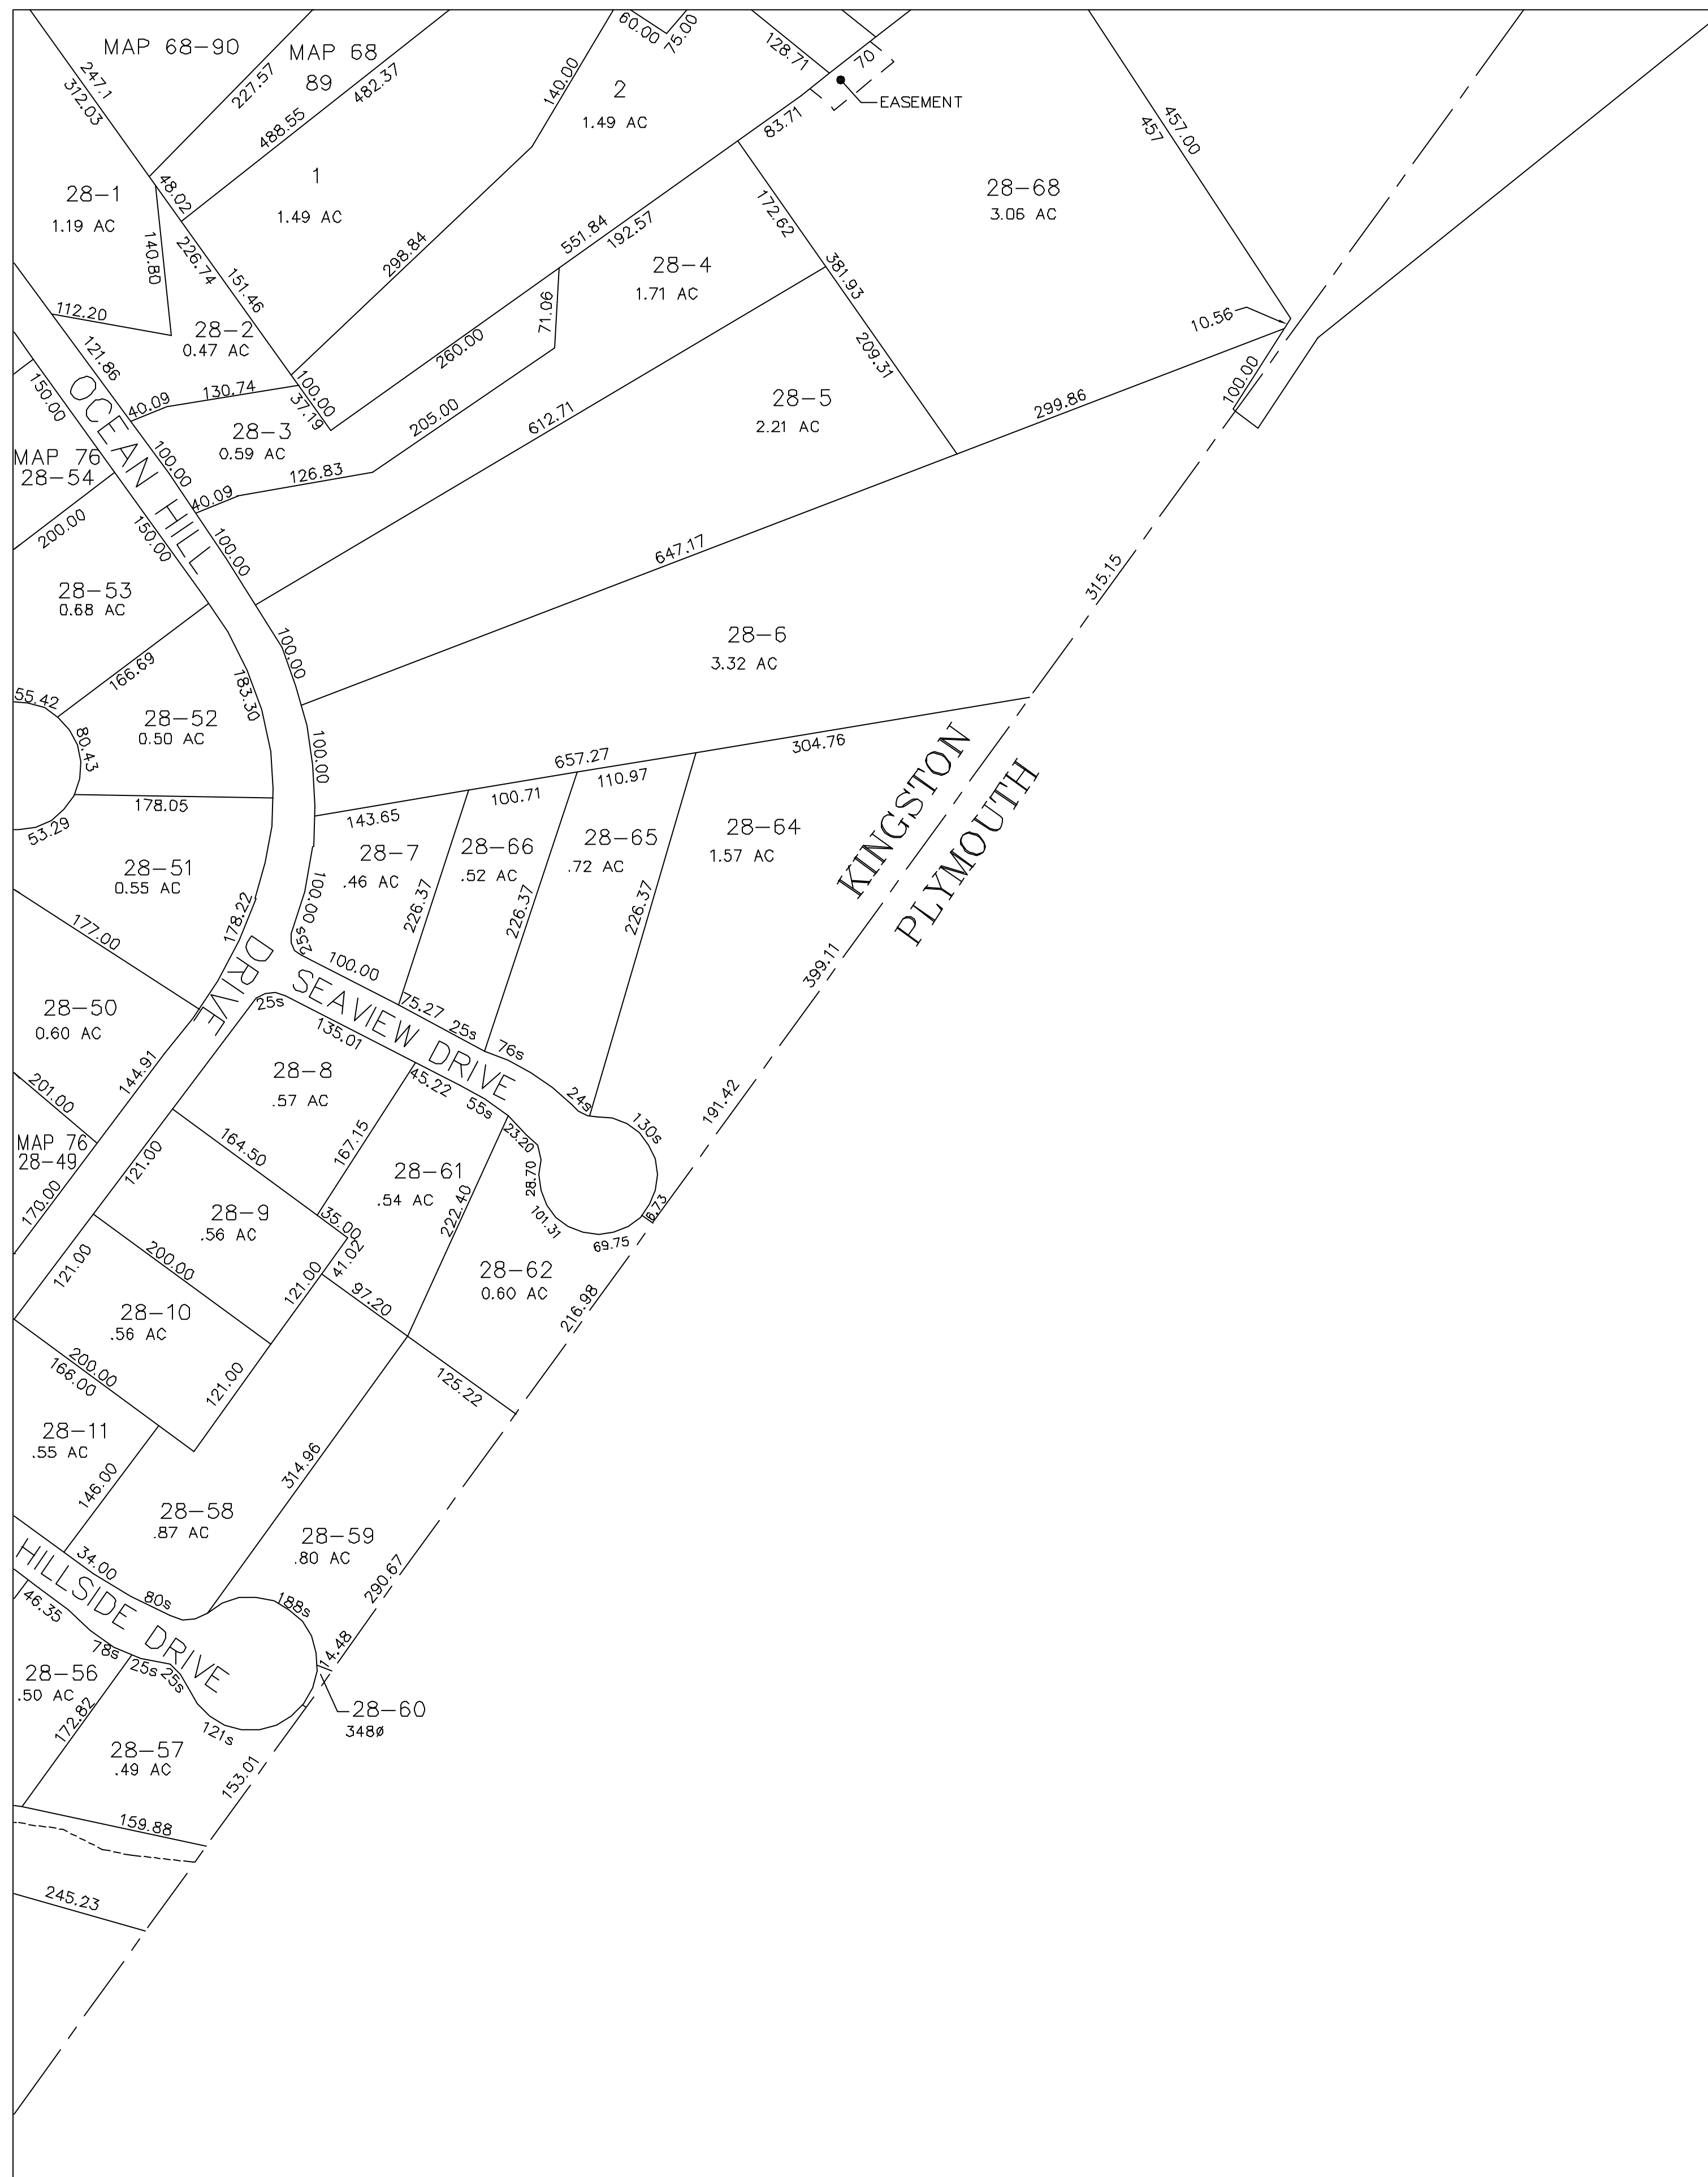 MAP 68-90
MAP 68
89
247.1
312.03
227.57
482.37
488.55
140.00
60.00
75.00
128.71
70
EASEMENT
2
1.49 AC
83.71
457.00
457
28-1
1.19 AC
48.02
1
1.49 AC
28-68
3.06 AC
172.62
140.80
226.74
151.46
298.84
551.84
192.57
28-4
1.71 AC
381.93
112.20
28-2
0.47 AC
71.06
10.56
121.86
260.00
209.31
100.00
150.00
130.74
100.00
37.19
40.09
28-5
2.21 AC
299.86
205.00
612.71
OCEAN HILL
28-3
0.59 AC
100.00
MAP 76
28-54
126.83
40.09
200.00
150.00
100.00
647.17
315.15
28-53
0.68 AC
28-6
3.32 AC
100.00
166.69
183.30
55.42
28-52
0.50 AC
80.43
100.00
304.76
657.27
110.97
KINGSTON
PLYMOUTH
178.05
100.71
143.65
53.29
28-7
.46 AC
28-66
.52 AC
28-65
.72 AC
28-64
1.57 AC
28-51
0.55 AC
178.22
100.00
226.37
226.37
226.37
177.00
25s
100.00
399.11
DRIVE
SEAVIEW DRIVE
28-50
0.60 AC
25s
135.01
75.27
25s
76s
144.91
201.00
28-8
.57 AC
45.22
55s
24s
191.42
130s
MAP 76
28-49
164.50
167.15
23.20
121.00
28-61
.54 AC
28.70
170.00
222.40
101.31
6.73
28-9
.56 AC
35.00
69.75
121.00
200.00
41.02
121.00
28-62
0.60 AC
97.20
216.98
28-10
.56 AC
200.00
166.00
121.00
125.22
28-11
.55 AC
146.00
314.96
28-58
.87 AC
28-59
.80 AC
34.00
HILLSIDE DRIVE
80s
188s
290.67
46.35
78s
25s
25s
14.48
28-56
.50 AC
172.82
28-60
348ø
121s
28-57
.49 AC
153.01
159.88
245.23